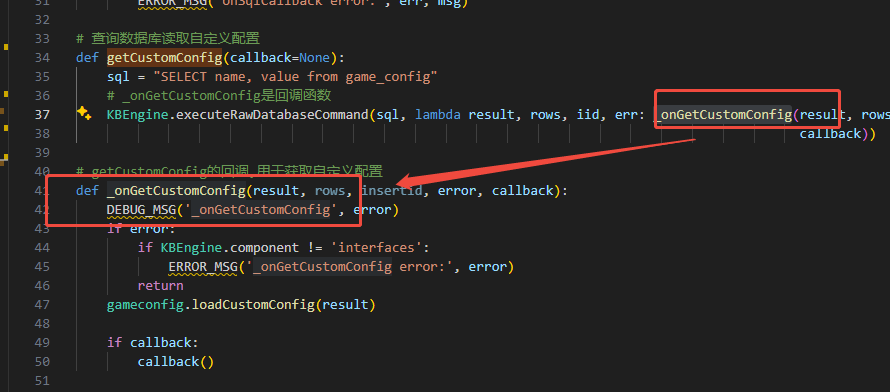 31 ERROR_MSG('onSqlCallback error:', err, msg)
32
33 # 查询数据库读取自定义配置
34 def getCustomConfig(callback=None):
35 sql = "SELECT name, value from game_config"
36 # _onGetCustomConfig是回调函数
37 KBEngine.executeRawDatabaseCommand(sql, lambda result, rows, iid, err: _onGetCustomConfig(result, rows
38 callback))
39
40 # getCustomConfig的回调,用于获取自定义配置
41 def _onGetCustomConfig(result, rows, insertid, error, callback):
42 DEBUG_MSG('_onGetCustomConfig', error)
43 if error:
44 if KBEngine.component != 'interfaces':
45 ERROR_MSG('_onGetCustomConfig error:', error)
46 return
47 gameconfig.loadCustomConfig(result)
48
49 if callback:
50 callback()
51